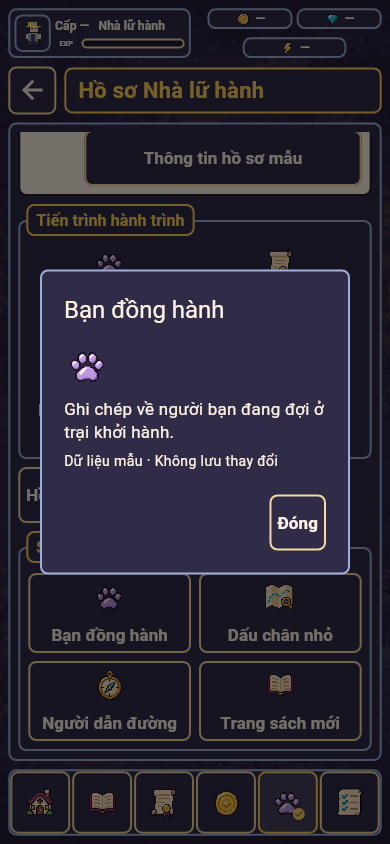 Cấp — Nhà lữ hành
EXP
—
—
—
Hồ sơ Nhà lữ hành
Thông tin hồ sơ mẫu
Tiến trình hành trình
Bạn đồng hành
Ghi chép về người bạn đang đợi ở
trại khởi hành.
Dữ liệu mẫu · Không lưu thay đổi
Đóng
Bạn đồng hành
Dấu chân nhỏ
Người dẫn đường
Trang sách mới